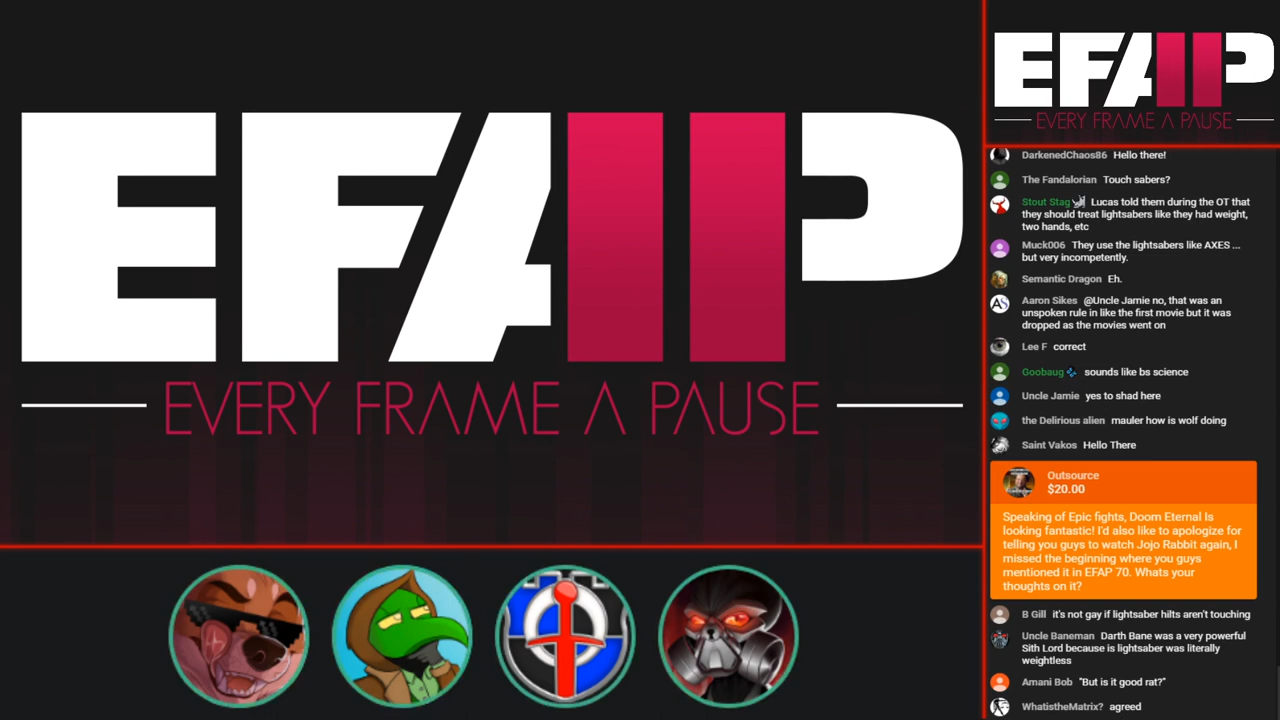 EFAP
EVERY FRAME A PAUSE
EFAP
EVERY FRAME A PAUSE
DarkenedChaos86 Hello there!
The Fandalorian Touch sabers?
Stout Stag Lucas told them during the OT that
they should treat lightsabers like they had weight,
two hands, etc
Muck006 They use the lightsabers like AXES ...
but very incompetently.
Semantic Dragon Eh.
AS
Aaron Sikes @Uncle Jamie no, that was an
unspoken rule in like the first movie but it was
dropped as the movies went on
Lee F correct
Goobaug sounds like bs science
Uncle Jamie yes to shad here
the Delirious alien mauler how is wolf doing
Saint Vakos Hello There
Outsource
$20.00
Speaking of Epic fights, Doom Eternal Is
looking fantastic! I'd also like to apologize for
telling you guys to watch Jojo Rabbit again, I
missed the beginning where you guys
mentioned it in EFAP 70. Whats your
thoughts on it?
B Gill it's not gay if lightsaber hilts aren't touching
Uncle Baneman Darth Bane was a very powerful
Sith Lord because is lightsaber was literally
weightless
Amani Bob "But is it good rat?"
WhatistheMatrix? agreed